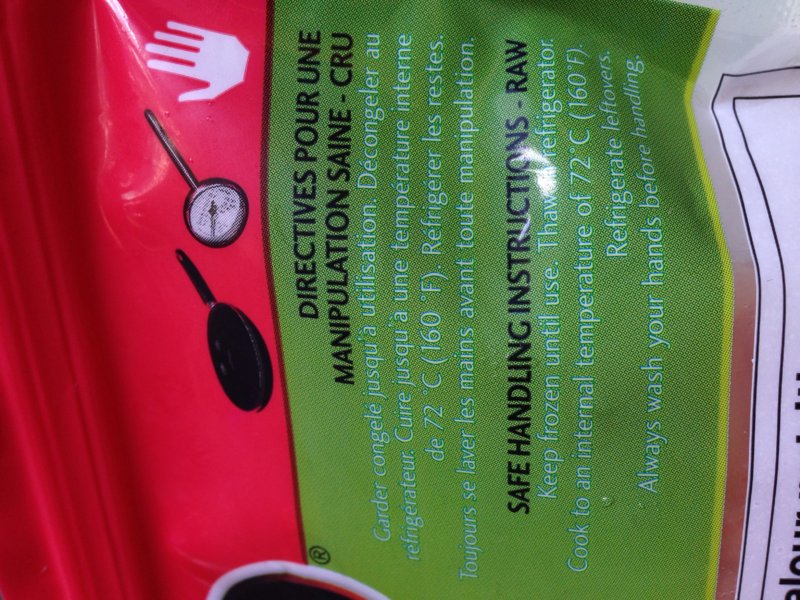 DIRECTIVES POUR UNE
MANIPULATION SAINE - CRU
Garder congelé jusqu'à utilisation. Décongeler au
réfrigérateur. Cuire jusqu'à une température interne
de 72 °C (160 °F). Réfrigérer les restes.
Toujours se laver les mains avant toute manipulation.
SAFE HANDLING INSTRUCTIONS - RAW
Keep frozen until use. Thaw in refrigerator.
Cook to an internal temperature of 72°C (160°F).
Refrigerate leftovers.
Always wash your hands before handling.
®